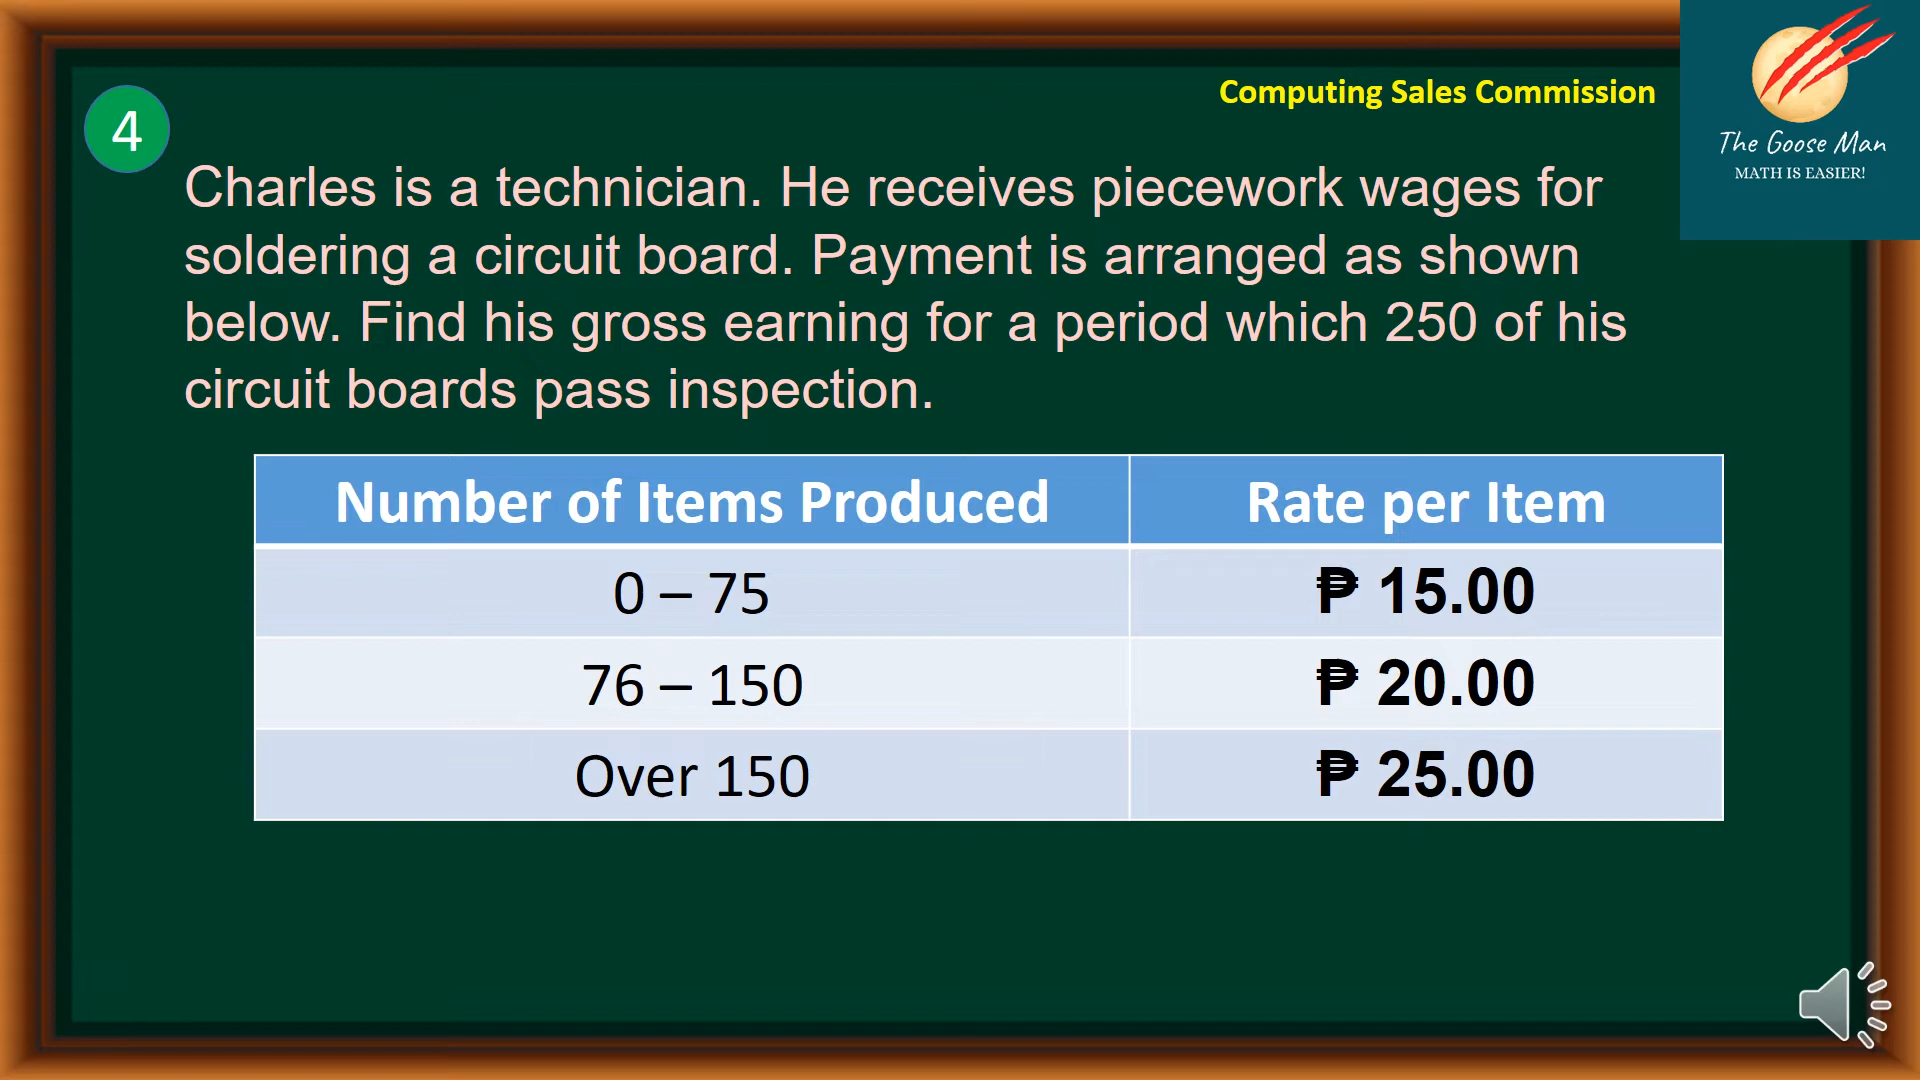 Computing Sales Commission
The Goose Man
MATH IS EASIER!
4
Charles is a technician. He receives piecework wages for
soldering a circuit board. Payment is arranged as shown
below. Find his gross earning for a period which 250 of his
circuit boards pass inspection.
Number of Items Produced Rate per Item
0 – 75 ₱ 15.00
76 – 150 ₱ 20.00
Over 150 ₱ 25.00